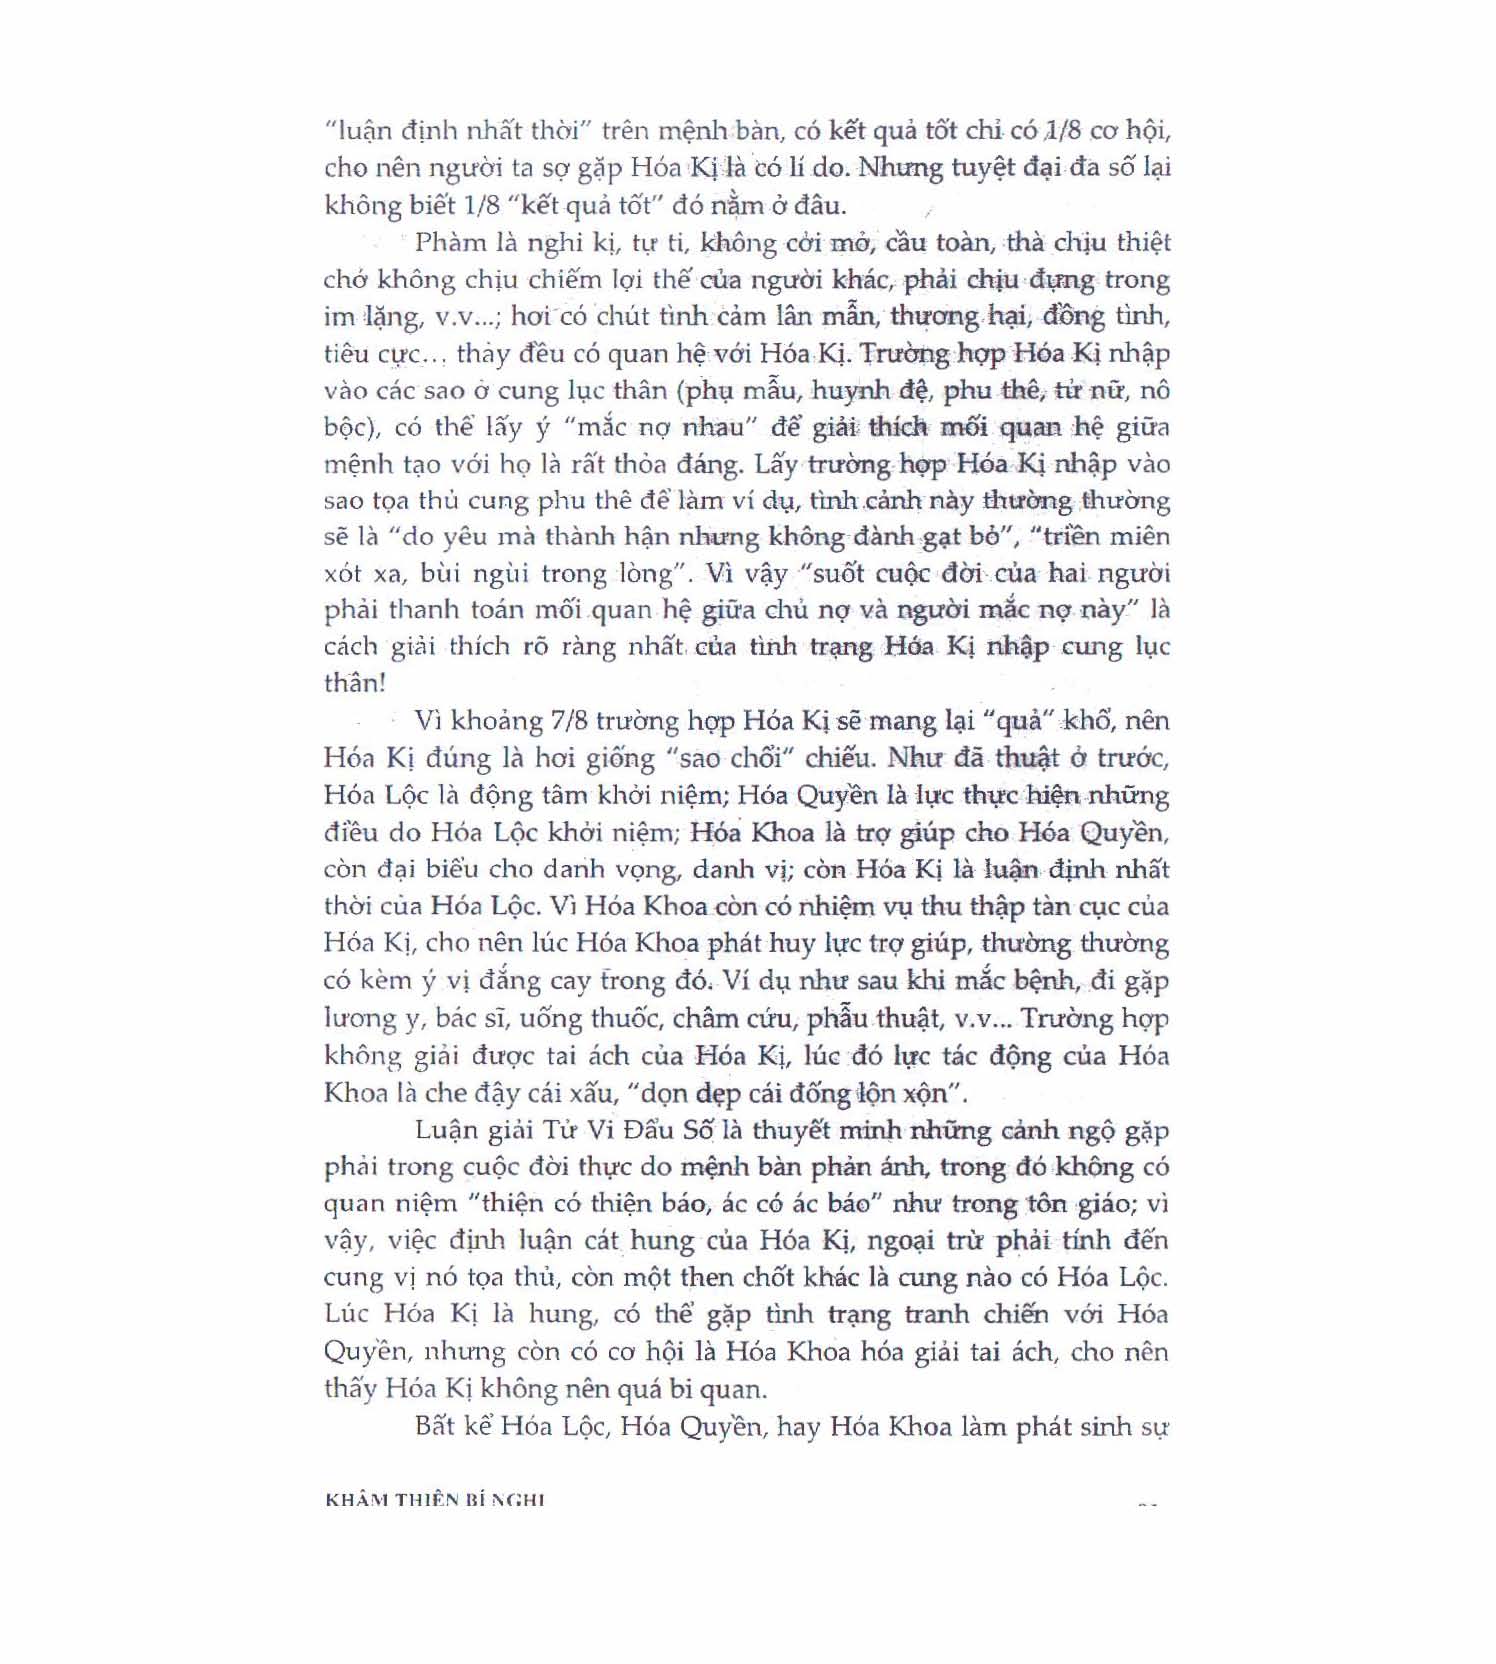 “luận định nhất thời” trên mệnh bàn, có kết quả tốt chỉ có 1/8 cơ hội,
cho nên người ta sợ gặp Hóa Kị là có lí do. Nhưng tuyệt đại đa số lại
không biết 1/8 “kết quả tốt” đó nằm ở đâu.
Phàm là nghi kị, tự ti, không cởi mở, cầu toàn, thà chịu thiệt
chớ không chịu chiếm lợi thế của người khác, phải chịu đựng trong
im lặng, v.v...; hơi có chút tình cảm lân mẫn, thương hại, đồng tình,
tiêu cực... thảy đều có quan hệ với Hóa Kị. Trường hợp Hóa Kị nhập
vào các sao ở cung lục thân (phụ mẫu, huynh đệ, phu thê, tử nữ, nô
bộc), có thể lấy ý “mắc nợ nhau” để giải thích mối quan hệ giữa
mệnh tạo với họ là rất thỏa đáng. Lấy trường hợp Hóa Kị nhập vào
sao tọa thủ cung phu thê để làm ví dụ, tình cảnh này thường thường
sẽ là “do yêu mà thành hận nhưng không đành gạt bỏ”, “triền miên
xót xa, bùi ngùi trong lòng”. Vì vậy “suốt cuộc đời của hai người
phải thanh toán mối quan hệ giữa chủ nợ và người mắc nợ này” là
cách giải thích rõ ràng nhất của tình trạng Hóa Kị nhập cung lục
thân!
Vì khoảng 7/8 trường hợp Hóa Kị sẽ mang lại “quả” khổ, nên
Hóa Kị đúng là hơi giống “sao chổi” chiếu. Như đã thuật ở trước,
Hóa Lộc là động tâm khởi niệm; Hóa Quyền là lực thực hiện những
điều do Hóa Lộc khởi niệm; Hóa Khoa là trợ giúp cho Hóa Quyền,
còn đại biểu cho danh vọng, danh vị; còn Hóa Kị là luận định nhất
thời của Hóa Lộc. Vì Hóa Khoa còn có nhiệm vụ thu thập tàn cục của
Hóa Kị, cho nên lúc Hóa Khoa phát huy lực trợ giúp, thường thường
có kèm ý vị đắng cay trong đó. Ví dụ như sau khi mắc bệnh, đi gặp
lương y, bác sĩ, uống thuốc, châm cứu, phẫu thuật, v.v... Trường hợp
không giải được tai ách của Hóa Kị, lúc đó lực tác động của Hóa
Khoa là che đậy cái xấu, “dọn dẹp cái đống lộn xộn”.
Luận giải Tử Vi Đẩu Số là thuyết minh những cảnh ngộ gặp
phải trong cuộc đời thực do mệnh bàn phản ánh, trong đó không có
quan niệm “thiện có thiện báo, ác có ác báo” như trong tôn giáo; vì
vậy, việc định luận cát hung của Hóa Kị, ngoại trừ phải tính đến
cung vị nó tọa thủ, còn một then chốt khác là cung nào có Hóa Lộc.
Lúc Hóa Kị là hung, có thể gặp tình trạng tranh chiến với Hóa
Quyền, nhưng còn có cơ hội là Hóa Khoa hóa giải tai ách, cho nên
thấy Hóa Kị không nên quá bi quan.
Bất kể Hóa Lộc, Hóa Quyền, hay Hóa Khoa làm phát sinh sự
KHÂM THIÊN BÍ NGHI